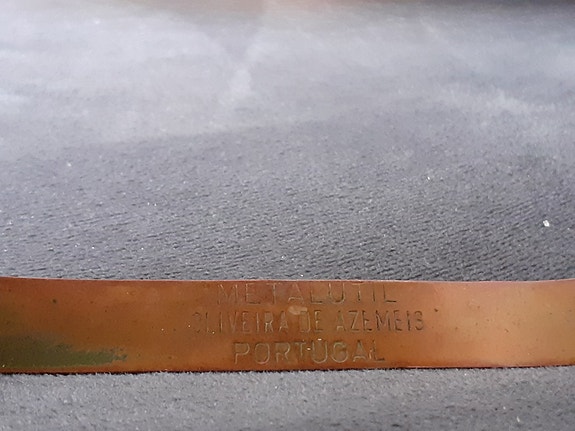 METALUTIL
OLIVEIRA DE AZEMEIS
PORTUGAL